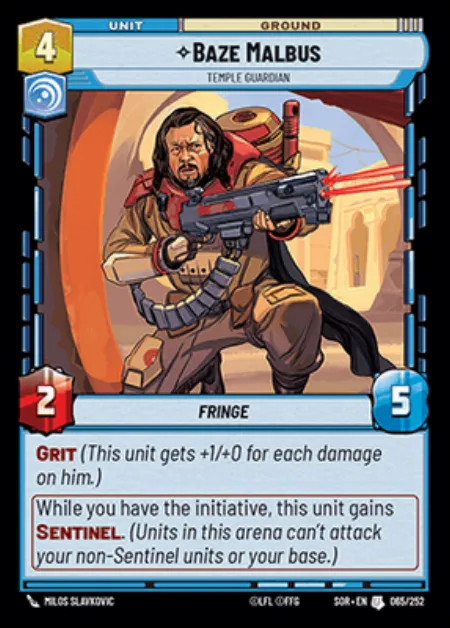 4
UNIT
GROUND
✧BAZE MALBUS
TEMPLE GUARDIAN
2
5
FRINGE
GRIT (This unit gets +1/+0 for each damage
on him.)
While you have the initiative, this unit gains
SENTINEL. (Units in this arena can't attack
your non-Sentinel units or your base.)
MILOS SLAVKOVIC
©LFL ⒾFFG
SOR • EN
U
065/252